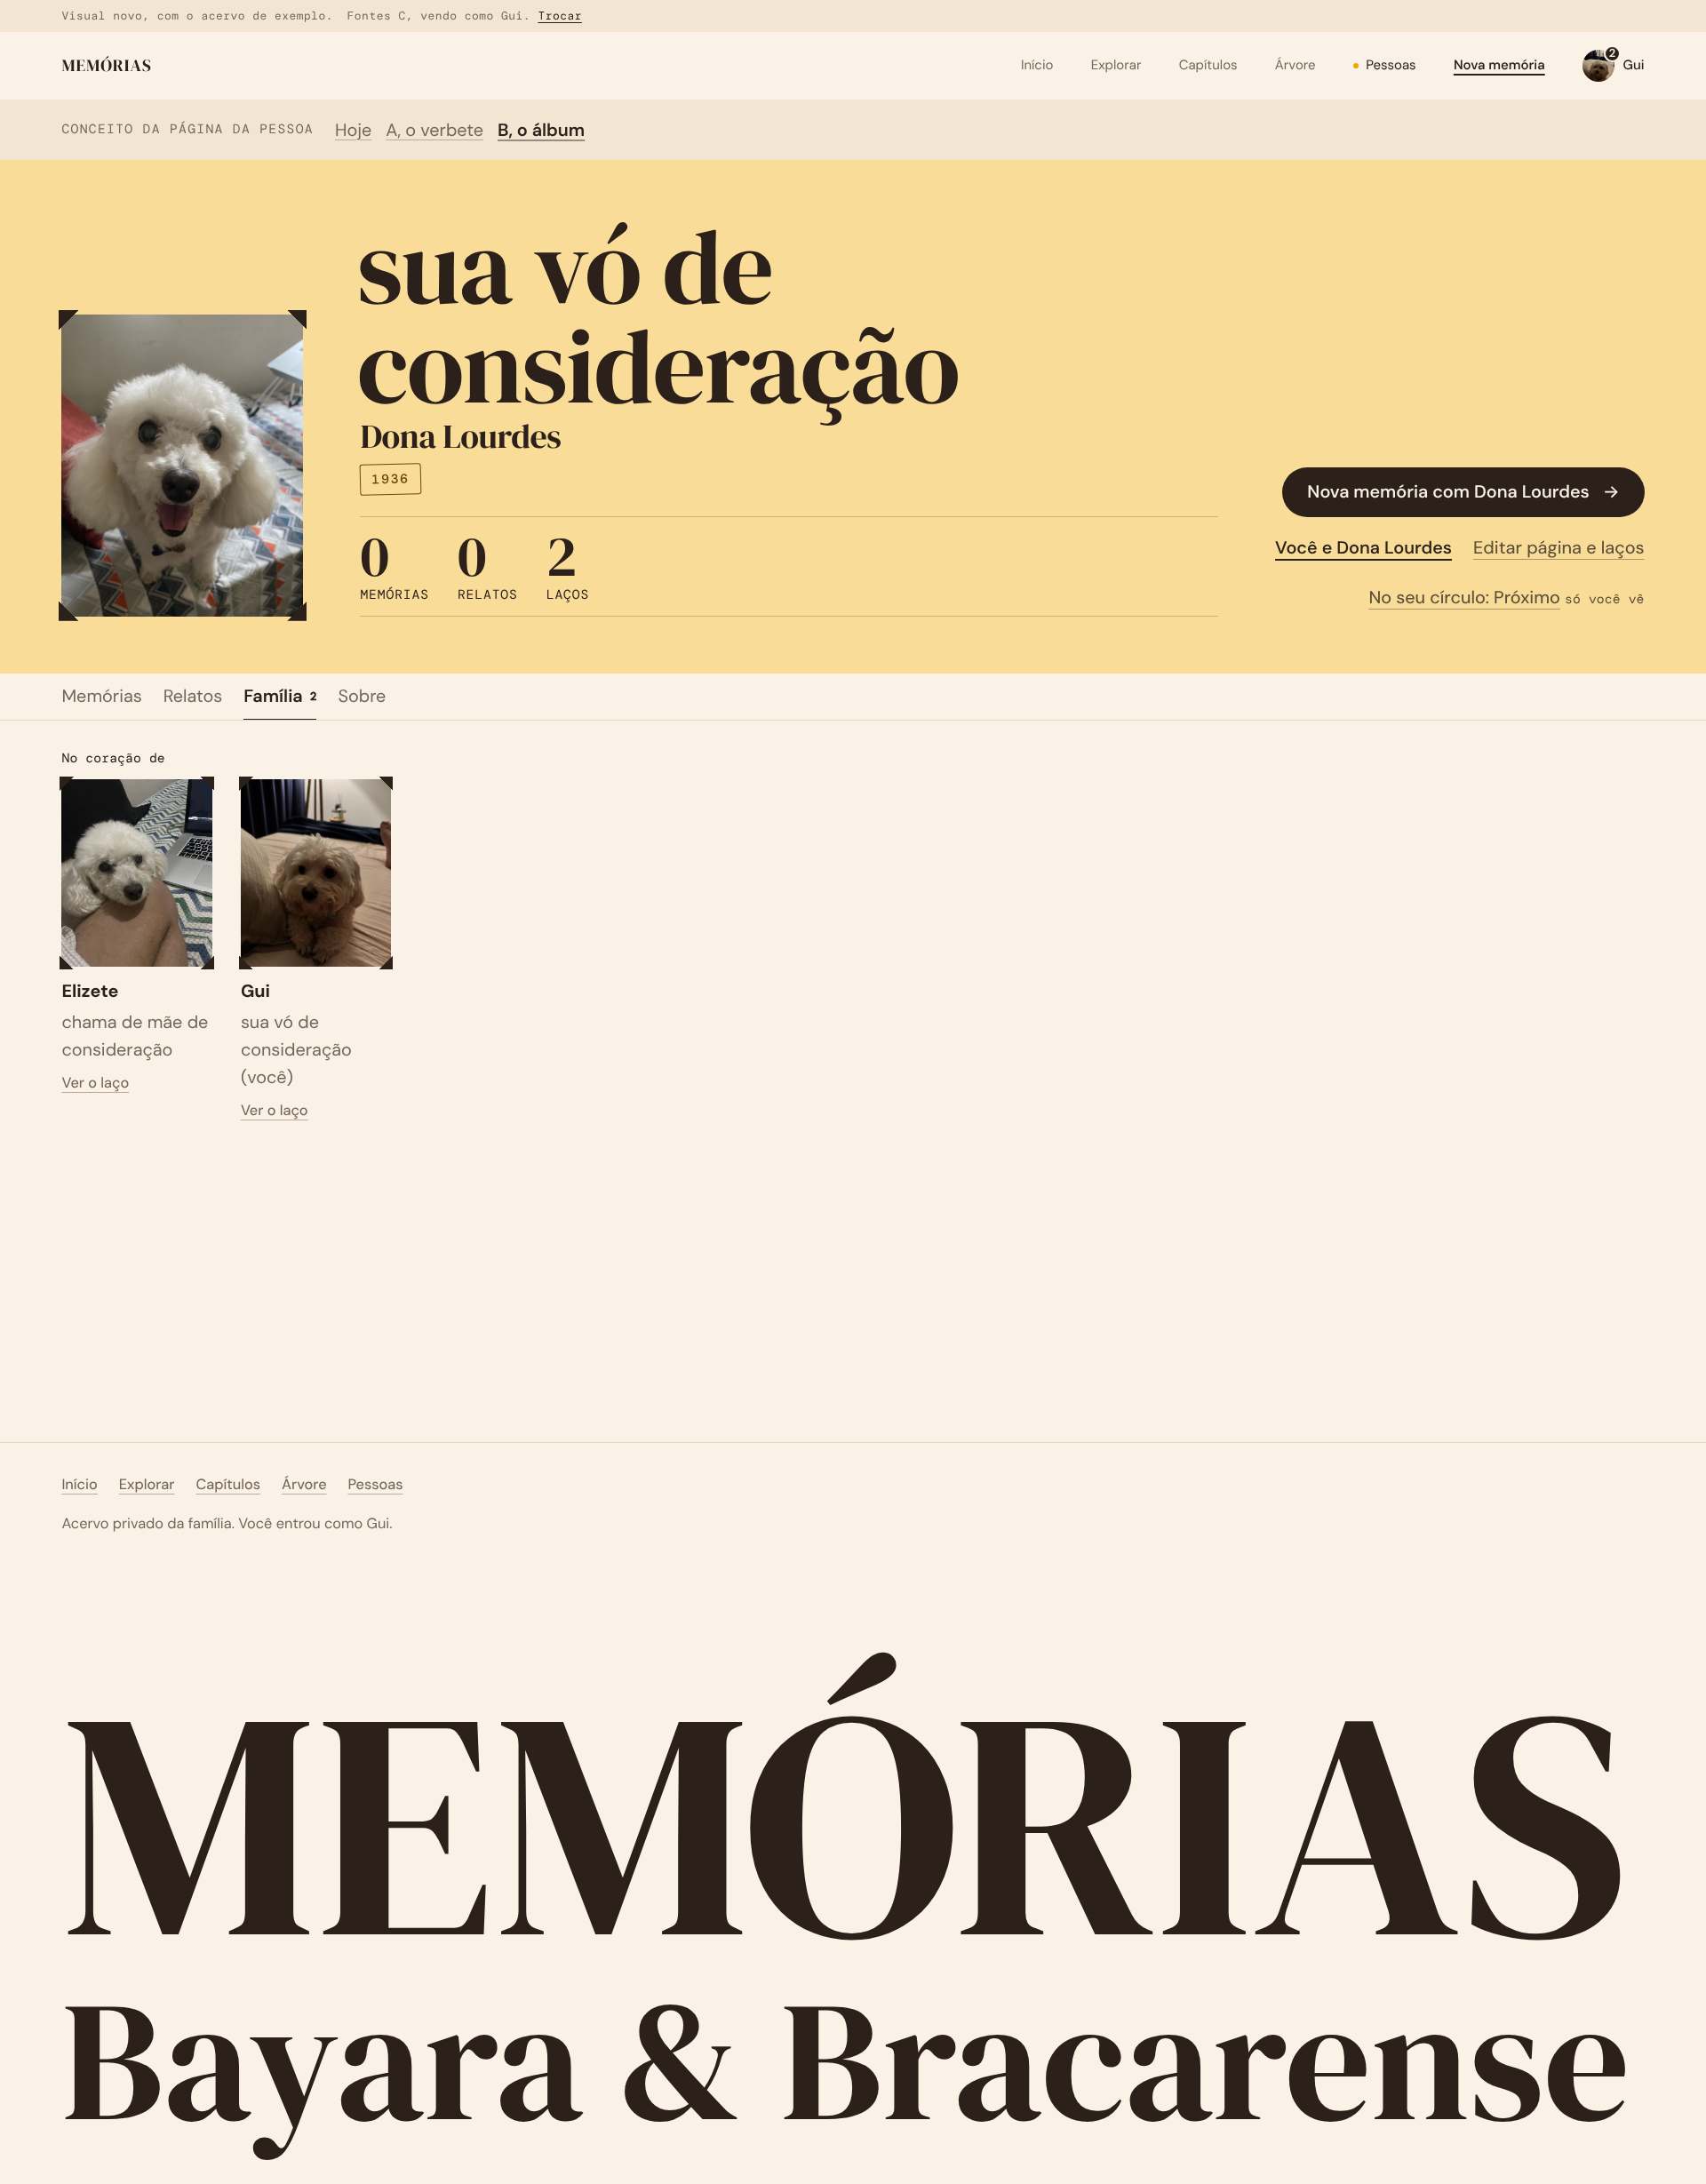 Visual novo, com o acervo de exemplo. Fontes C, vendo como Gui. Trocar
MEMÓRIAS
Início Explorar Capítulos Árvore Pessoas Nova memória 2 Gui
CONCEITO DA PÁGINA DA PESSOA Hoje A, o verbete B, o álbum
sua vó de
consideração
Dona Lourdes
1936
0 0 2
MEMÓRIAS RELATOS LAÇOS
Nova memória com Dona Lourdes →
Você e Dona Lourdes Editar página e laços
No seu círculo: Próximo só você vê
Memórias Relatos Família 2 Sobre
No coração de
Elizete
chama de mãe de
consideração
Ver o laço
Gui
sua vó de
consideração
(você)
Ver o laço
Início Explorar Capítulos Árvore Pessoas
Acervo privado da família. Você entrou como Gui.
MEMÓRIAS
Bayara & Bracarense